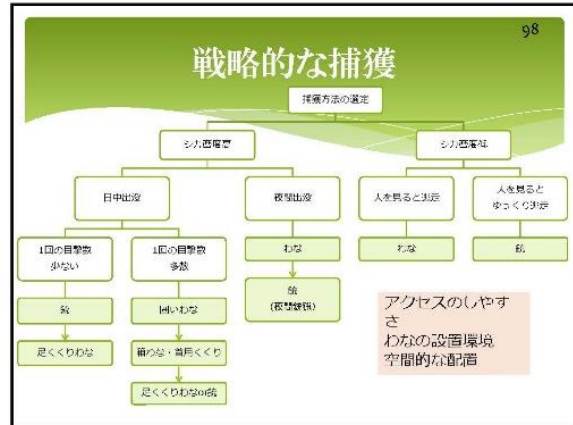 98
戦略的な捕獲
捕獲方法の選定
シカ密度高
シカ密度低
日中出没
夜間出没
人を見ると逃走
人を見ると
ゆっくり逃走
1回の目撃数
少ない
1回の目撃数
多数
わな
わな
銃
銃
囲いわな
銃
(夜間銃猟)
足くくりわな
箱わな・首用くくり
足くくりわなor銃
アクセスのしやす
さ
わなの設置環境
空間的な配置